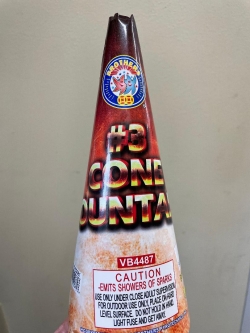 BROTHERS
#3
CONE
OUNTA
VB4487
CAUTION
-EMITS SHOWERS OF SPARKS
USE ONLY UNDER CLOSE ADULT SUPERVISION
FOR OUTDOOR USE ONLY. PLACE ON HARD
LEVEL SURFACE. DO NOT HOLD IN HAND
LIGHT FUSE AND GET AWAY.